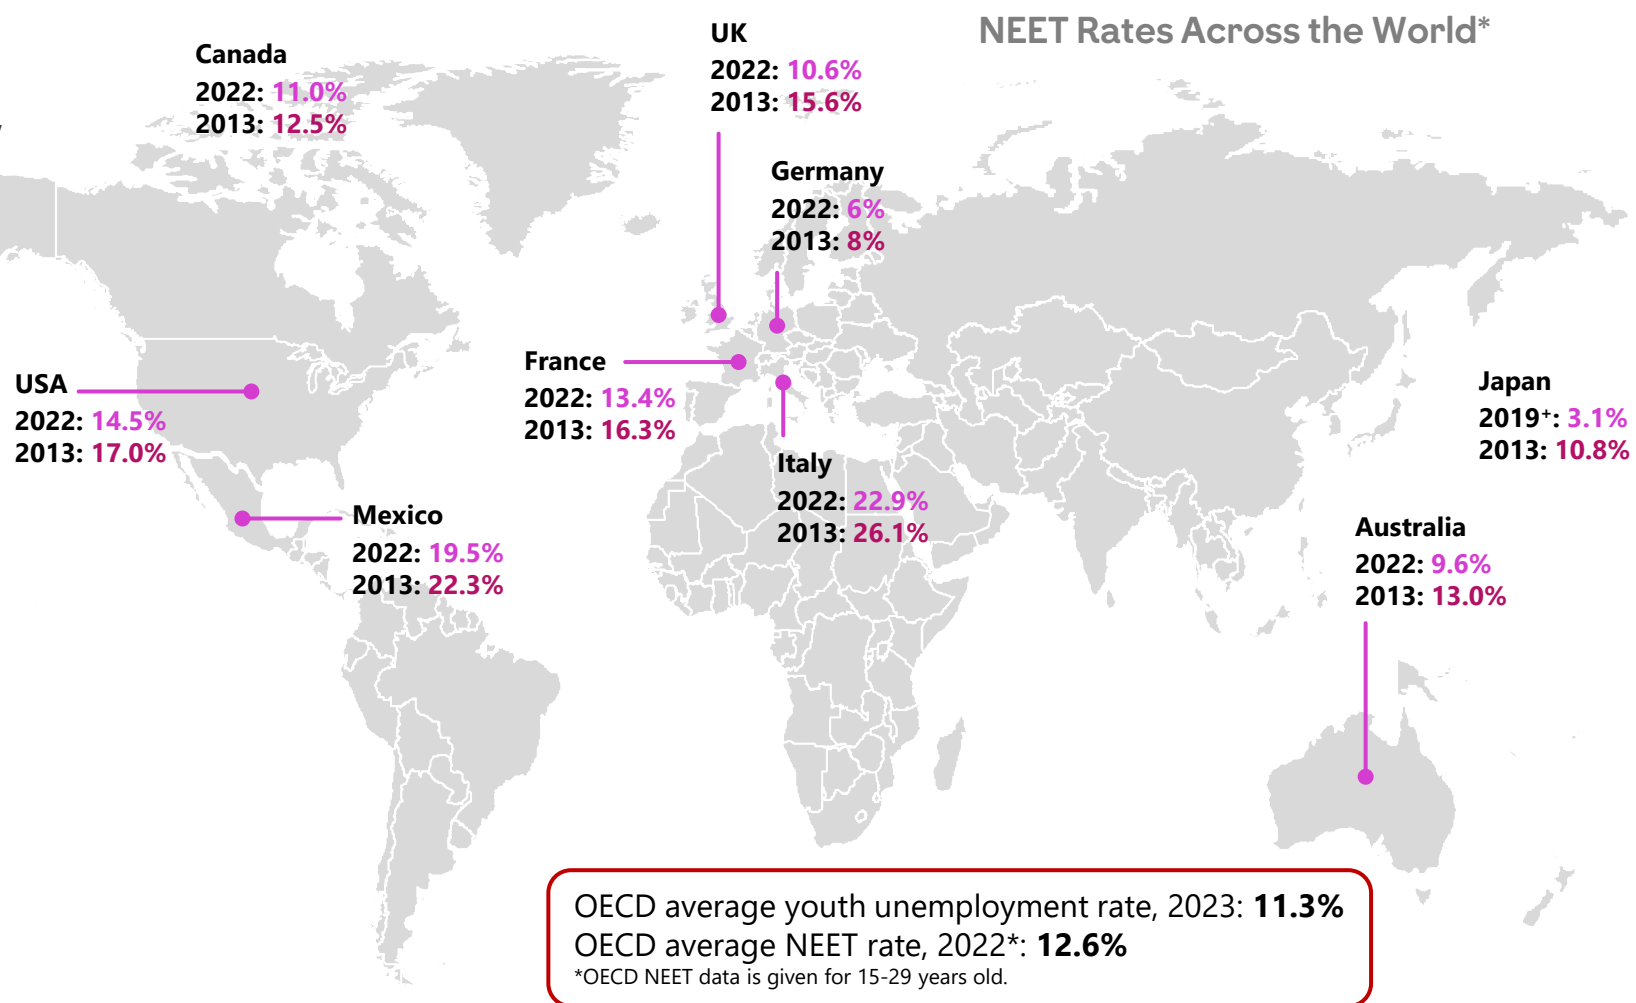 NEET Rates Across the World*
Canada
2022: 11.0%
2013: 12.5%
UK
2022: 10.6%
2013: 15.6%
Germany
2022: 6%
2013: 8%
France
2022: 13.4%
2013: 16.3%
USA
2022: 14.5%
2013: 17.0%
Japan
2019+: 3.1%
2013: 10.8%
Italy
2022: 22.9%
2013: 26.1%
Mexico
2022: 19.5%
2013: 22.3%
Australia
2022: 9.6%
2013: 13.0%
OECD average youth unemployment rate, 2023: 11.3%
OECD average NEET rate, 2022*: 12.6%
*OECD NEET data is given for 15-29 years old.